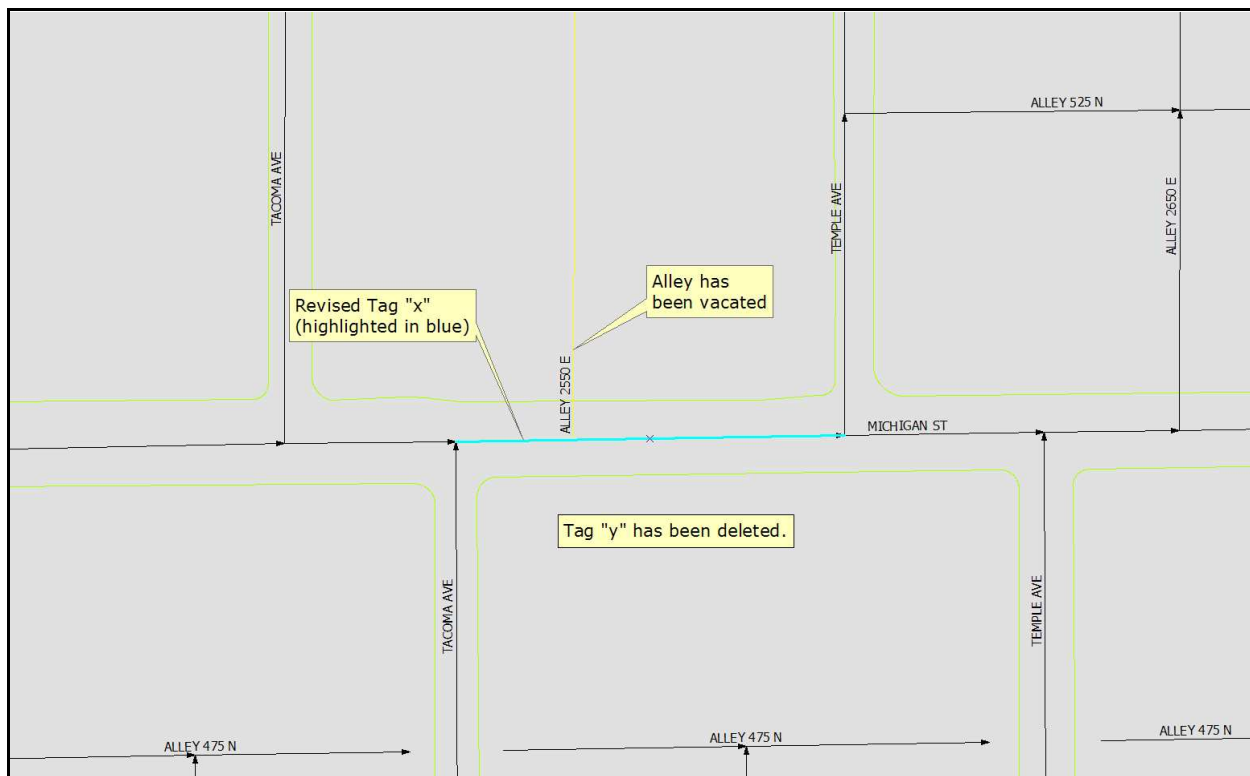 ALLEY 525 N
TACOMA AVE
TEMPLE AVE
ALLEY 2650 E
Alley has
been vacated
Revised Tag "x"
(highlighted in blue)
ALLEY 2550 E
MICHIGAN ST
Tag "y" has been deleted.
TACOMA AVE
TEMPLE AVE
ALLEY 475 N
ALLEY 475 N
ALLEY 475 N